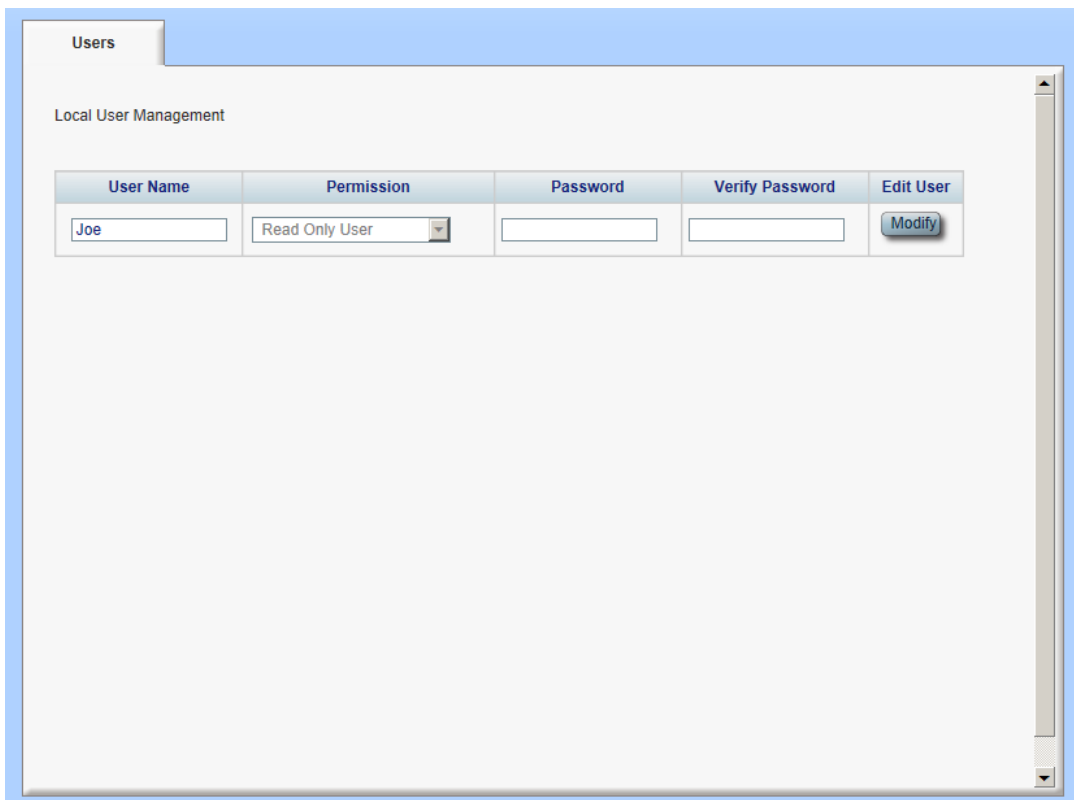 Users
Local User Management
User Name Permission Password Verify Password Edit User
Joe Read Only User Modify